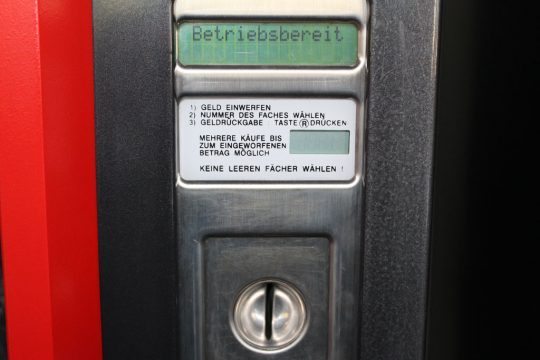 Betriebsbereit
1) GELD EINWERFEN
2) NUMMER DES FACHES WÄHLEN
3) GELDRÜCKGABE : TASTE Ⓡ DRÜCKEN
MEHRERE KÄUFE BIS
ZUM EINGEWORFENEN
BETRAG MÖGLICH
KEINE LEEREN FÄCHER WÄHLEN !